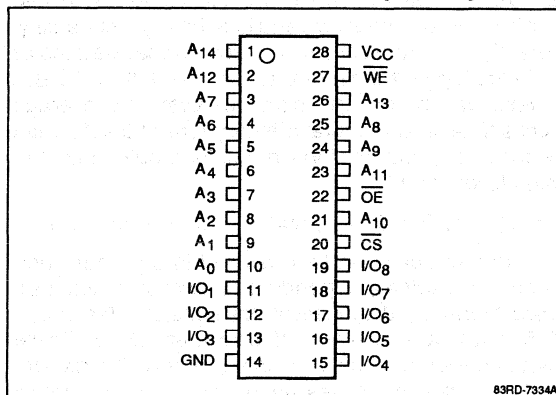 A14 1 28 VCC
A12 2 27 WE
A7 3 26 A13
A6 4 25 A8
A5 5 24 A9
A4 6 23 A11
A3 7 22 OE
A2 8 21 A10
A1 9 20 CS
A0 10 19 I/O8
I/O1 11 18 I/O7
I/O2 12 17 I/O6
I/O3 13 16 I/O5
GND 14 15 I/O4
83RD-7334A